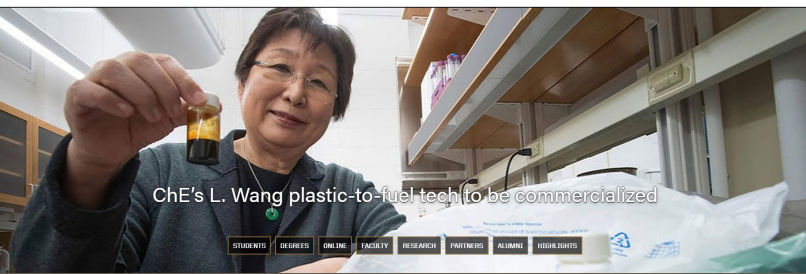 ChE's L. Wang plastic-to-fuel tech to be commercialized
STUDENTS DEGREES ONLINE FACULTY RESEARCH PARTNERS ALUMNI HIGHLIGHTS